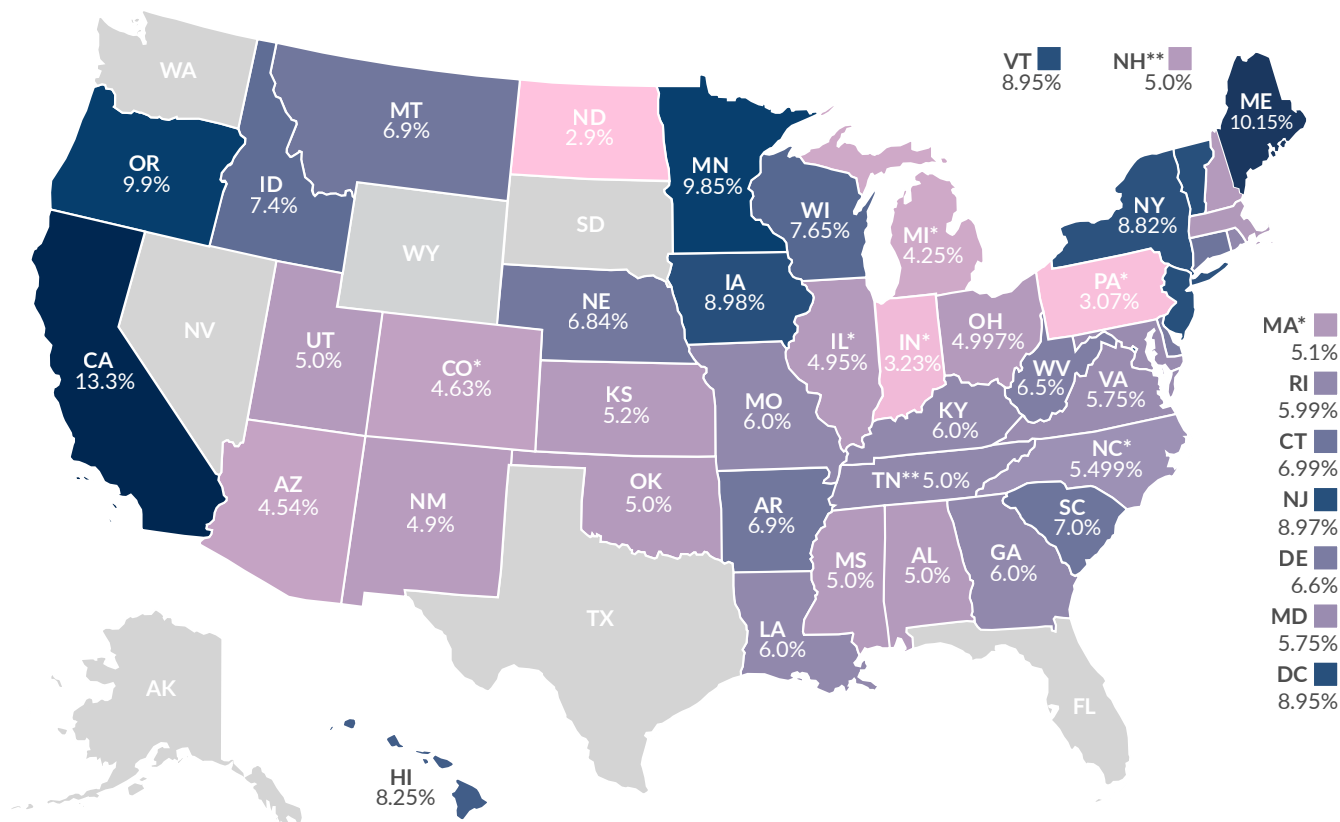 WA
VT
8.95%
NH**
5.0%
ME
10.15%
MT
6.9%
ND
2.9%
OR
9.9%
MN
9.85%
ID
7.4%
WI
7.65%
NY
8.82%
SD
MI*
4.25%
WY
IA
8.98%
PA*
3.07%
NE
6.84%
NV
UT
5.0%
CO*
4.63%
IL*
4.95%
IN*
3.23%
OH
4.997%
CA
13.3%
KS
5.2%
MO
6.0%
WV
6.5%
VA
5.75%
KY
6.0%
NC*
5.499%
TN** 5.0%
AZ
4.54%
NM
4.9%
OK
5.0%
AR
6.9%
SC
7.0%
MS
5.0%
AL
5.0%
GA
6.0%
TX
LA
6.0%
FL
AK
HI
8.25%
MA*
5.1%
RI
5.99%
CT
6.99%
NJ
8.97%
DE
6.6%
MD
5.75%
DC
8.95%